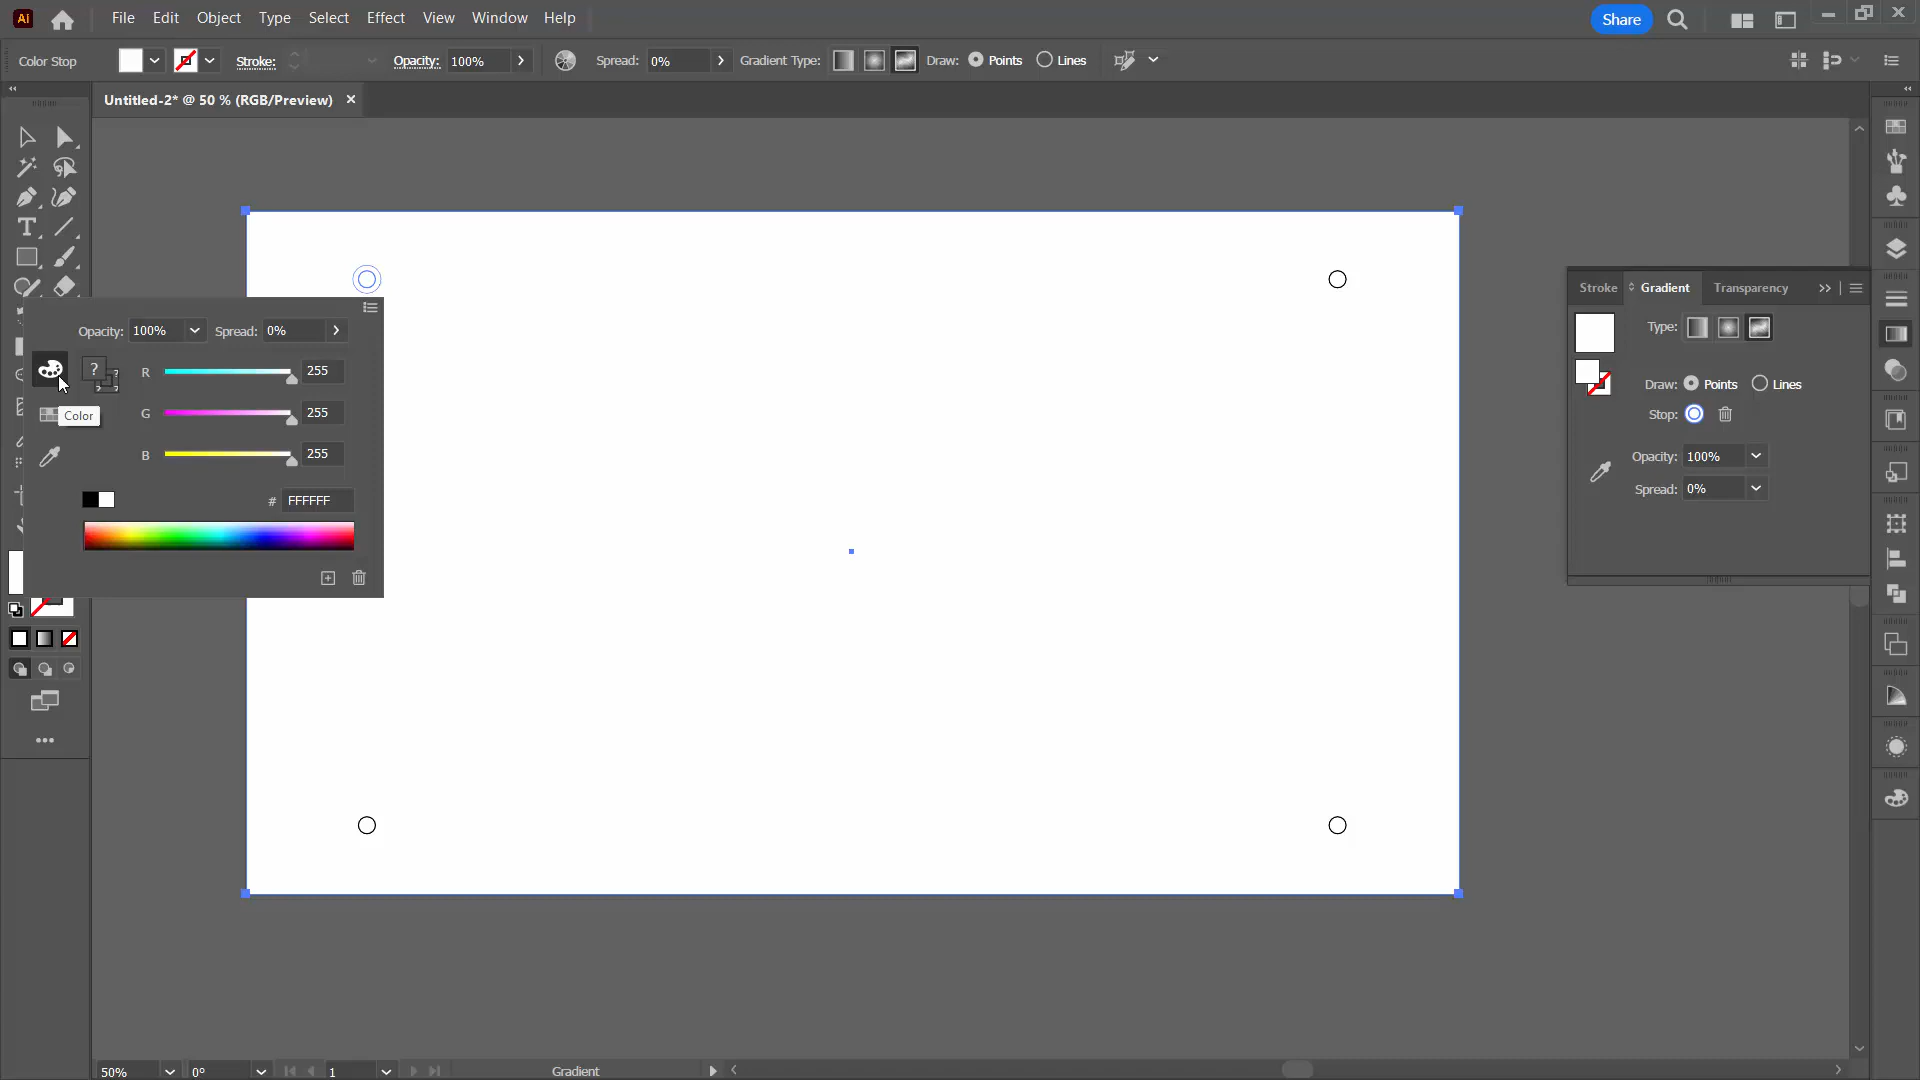 Ai File Edit Object Type Select Effect View Window Help Share
Color Stop Stroke: Opacity: 100% Spread: 0% Gradient Type: Draw: Points Lines
Untitled-2* @ 50 % (RGB/Preview)
Stroke Gradient Transparency
Type:
Opacity: 100% Spread: 0%
? R 255
Draw: Points Lines
G 255
Color
Stop:
B 255
Opacity: 100%
Spread: 0%
# FFFFFF
50% 0° 1 Gradient